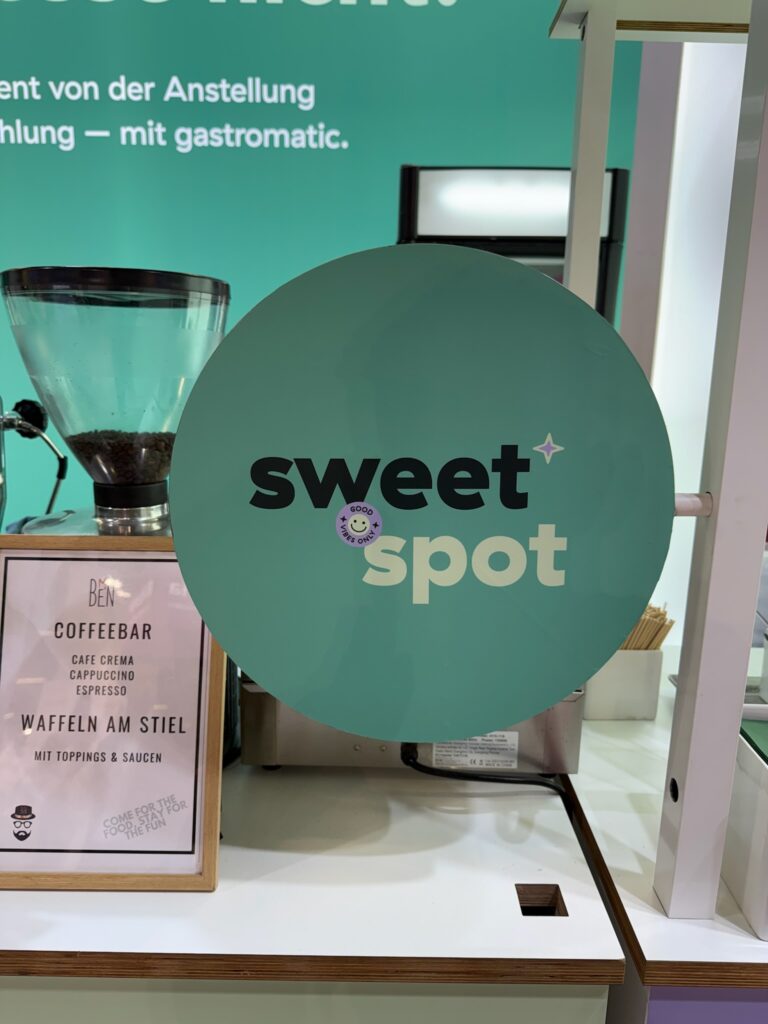 nicht.
ent von der Anstellung
hlung — mit gastromatic.
sweet
spot
GOOD
VIBES ONLY
BEN
COFFEEBAR
CAFE CREMA
CAPPUCCINO
ESPRESSO
WAFFELN AM STIEL
MIT TOPPINGS & SAUCEN
COME FOR THE
FOOD, STAY FOR
THE FUN